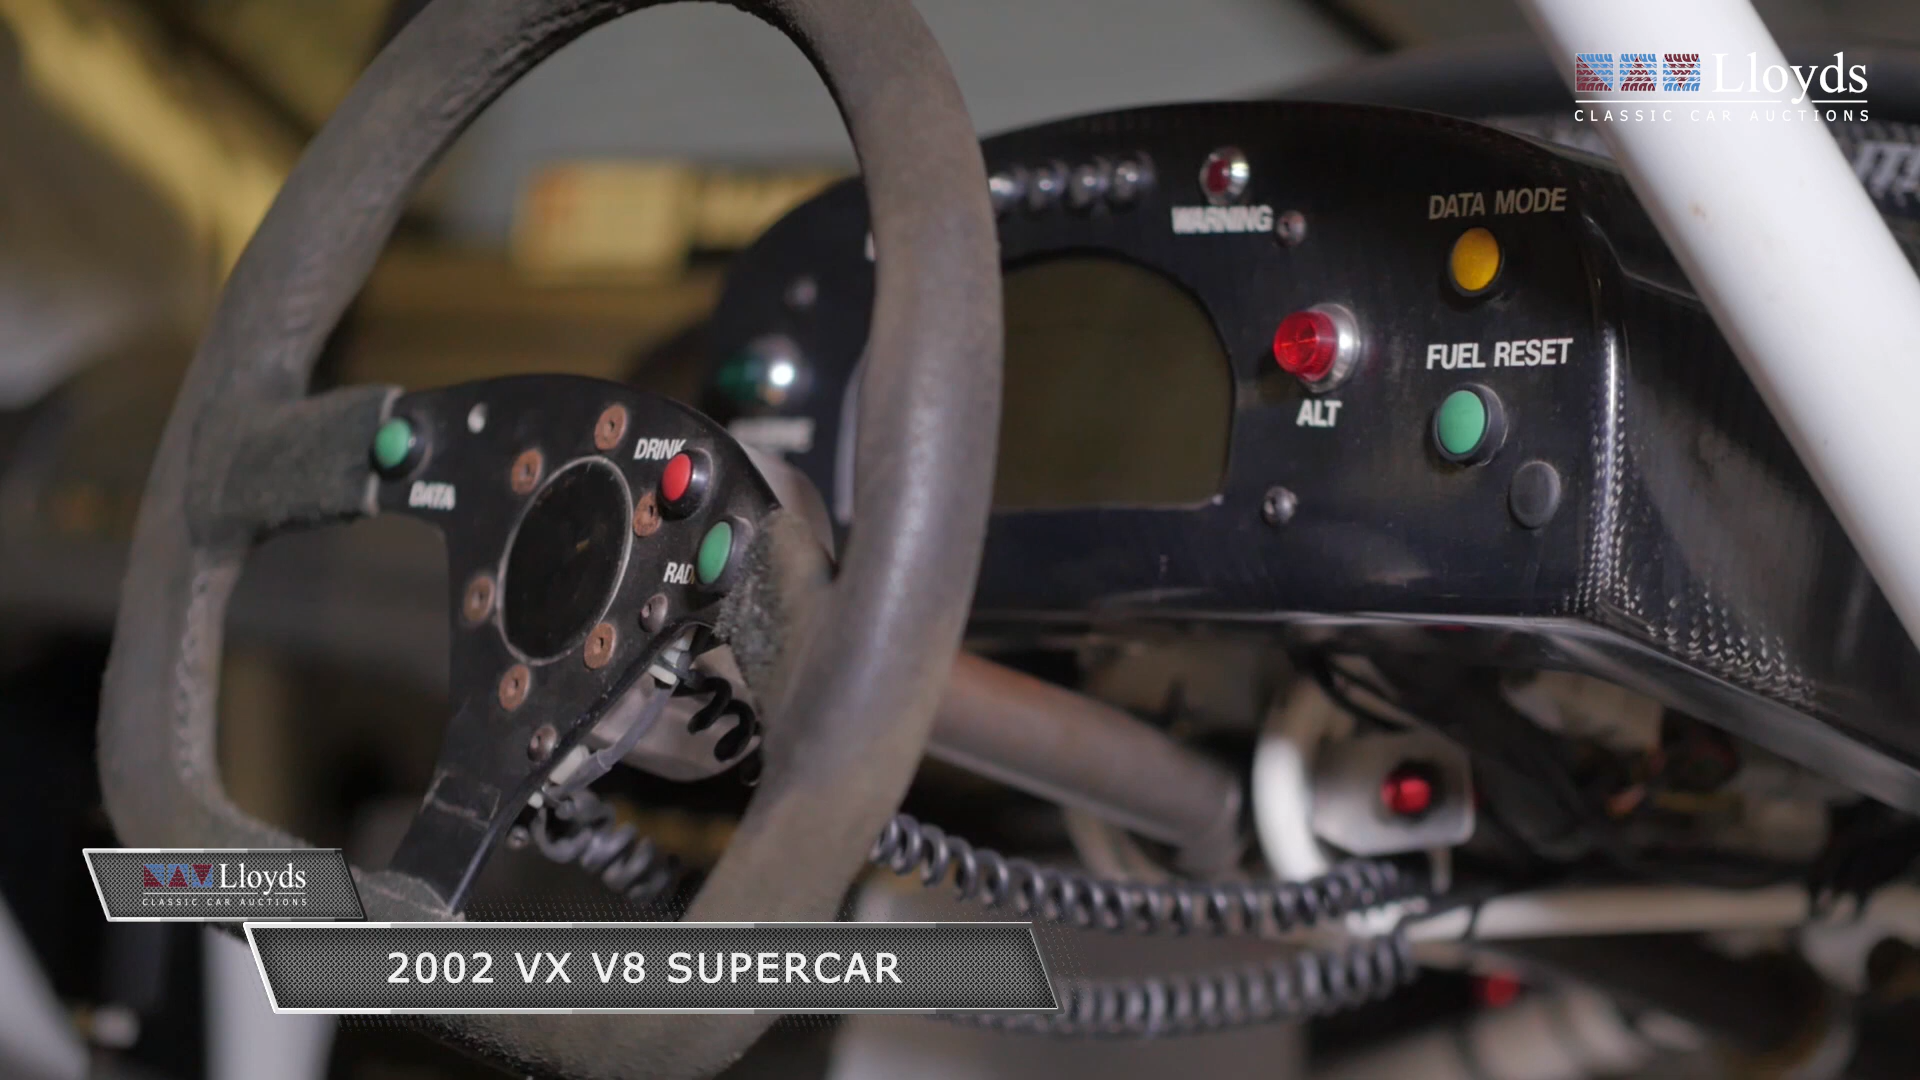 Lloyds
CLASSIC CAR AUCTIONS
WARNING
DATA MODE
FUEL RESET
ALT
DRINK
DATA
Lloyds
CLASSIC CAR AUCTIONS
2002 VX V8 SUPERCAR